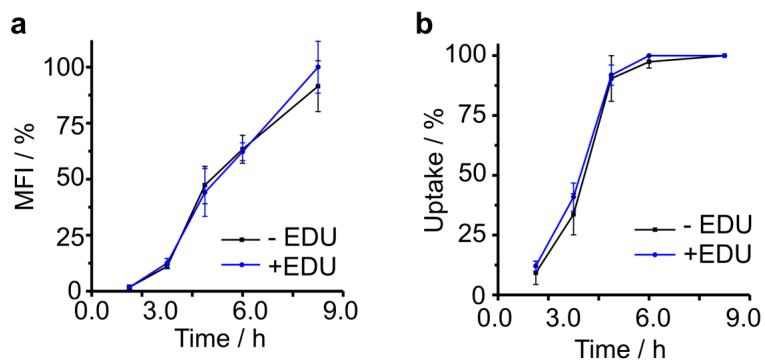 a
MFI / %
100
75
50
25
0
0.0 3.0 6.0 9.0
Time / h
- EDU
+EDU
b
Uptake / %
100
75
50
25
0
0.0 3.0 6.0 9.0
Time / h
- EDU
+EDU